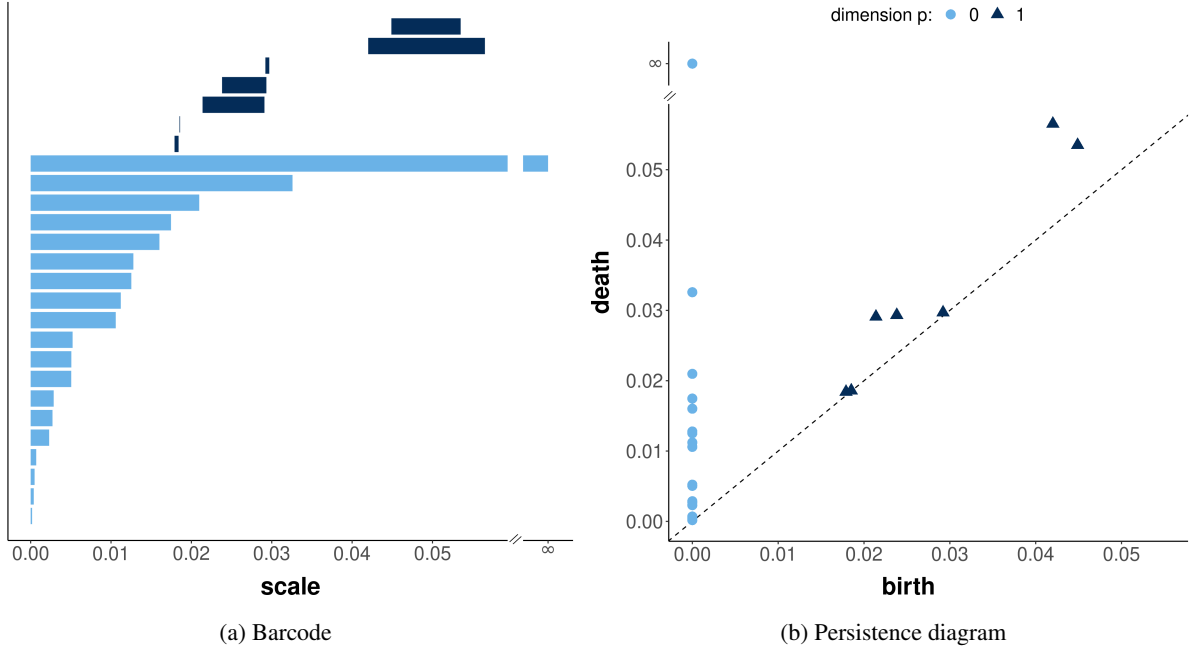 0.00 0.01 0.02 0.03 0.04 0.05 ∞
scale
(a) Barcode
dimension p: 0 1
∞
0.05
0.04
0.03
0.02
0.01
0.00
death
0.00 0.01 0.02 0.03 0.04 0.05
birth
(b) Persistence diagram